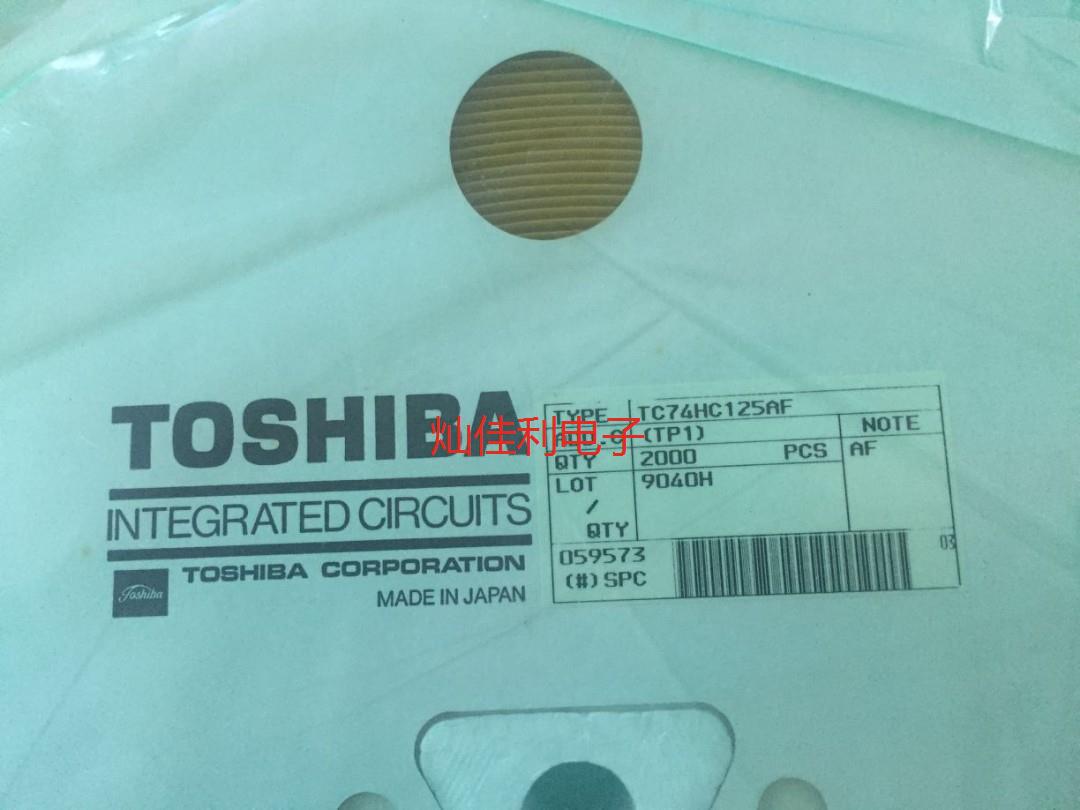 TOSHIBA
INTEGRATED CIRCUITS
TOSHIBA CORPORATION
Toshiba
MADE IN JAPAN
灿佳利电子
TYPE TC74HC125AF
(TP1) NOTE
QTY 2000 PCS AF
LOT 9040H
/
QTY
059573
(#) SPC
03